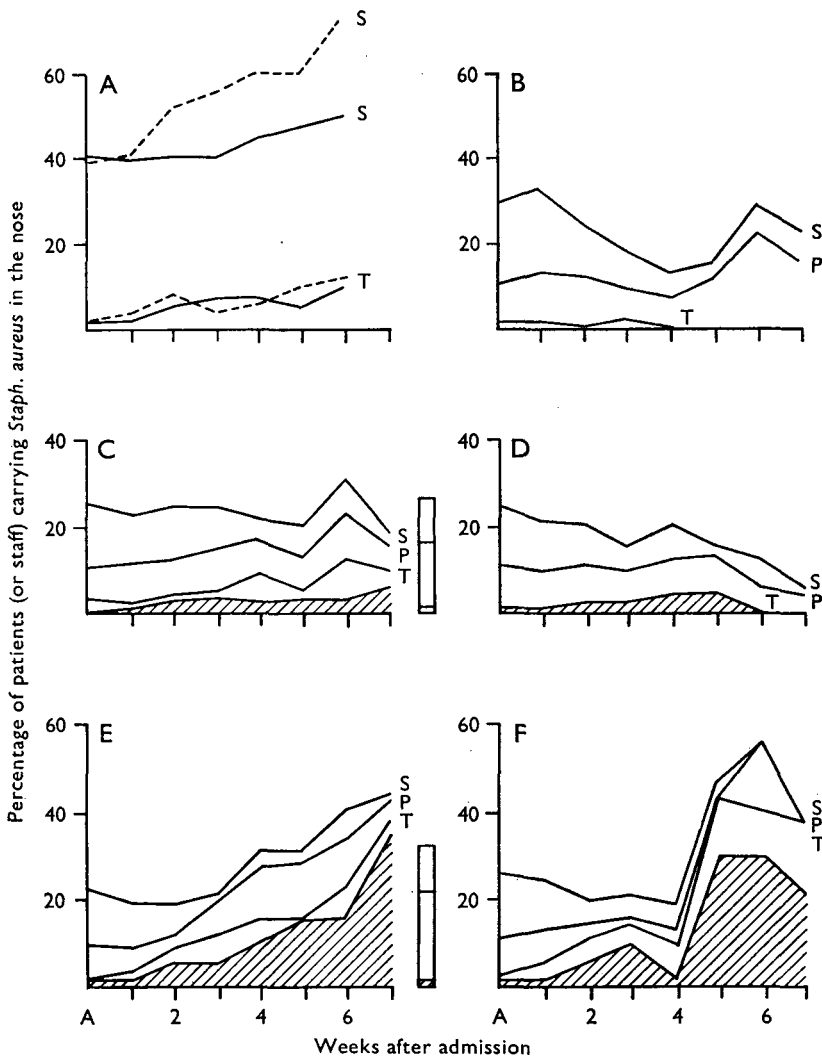 Percentage of patients (or staff) carrying Staph. aureus in the nose
A
S
S
T
60
40
20
B
S
P
T
60
40
20
C
S
P
T
40
20
D
S
P
T
40
20
E
S
P
T
60
40
20
A 2 4 6
F
S
P
T
60
40
20
A 2 4 6
Weeks after admission